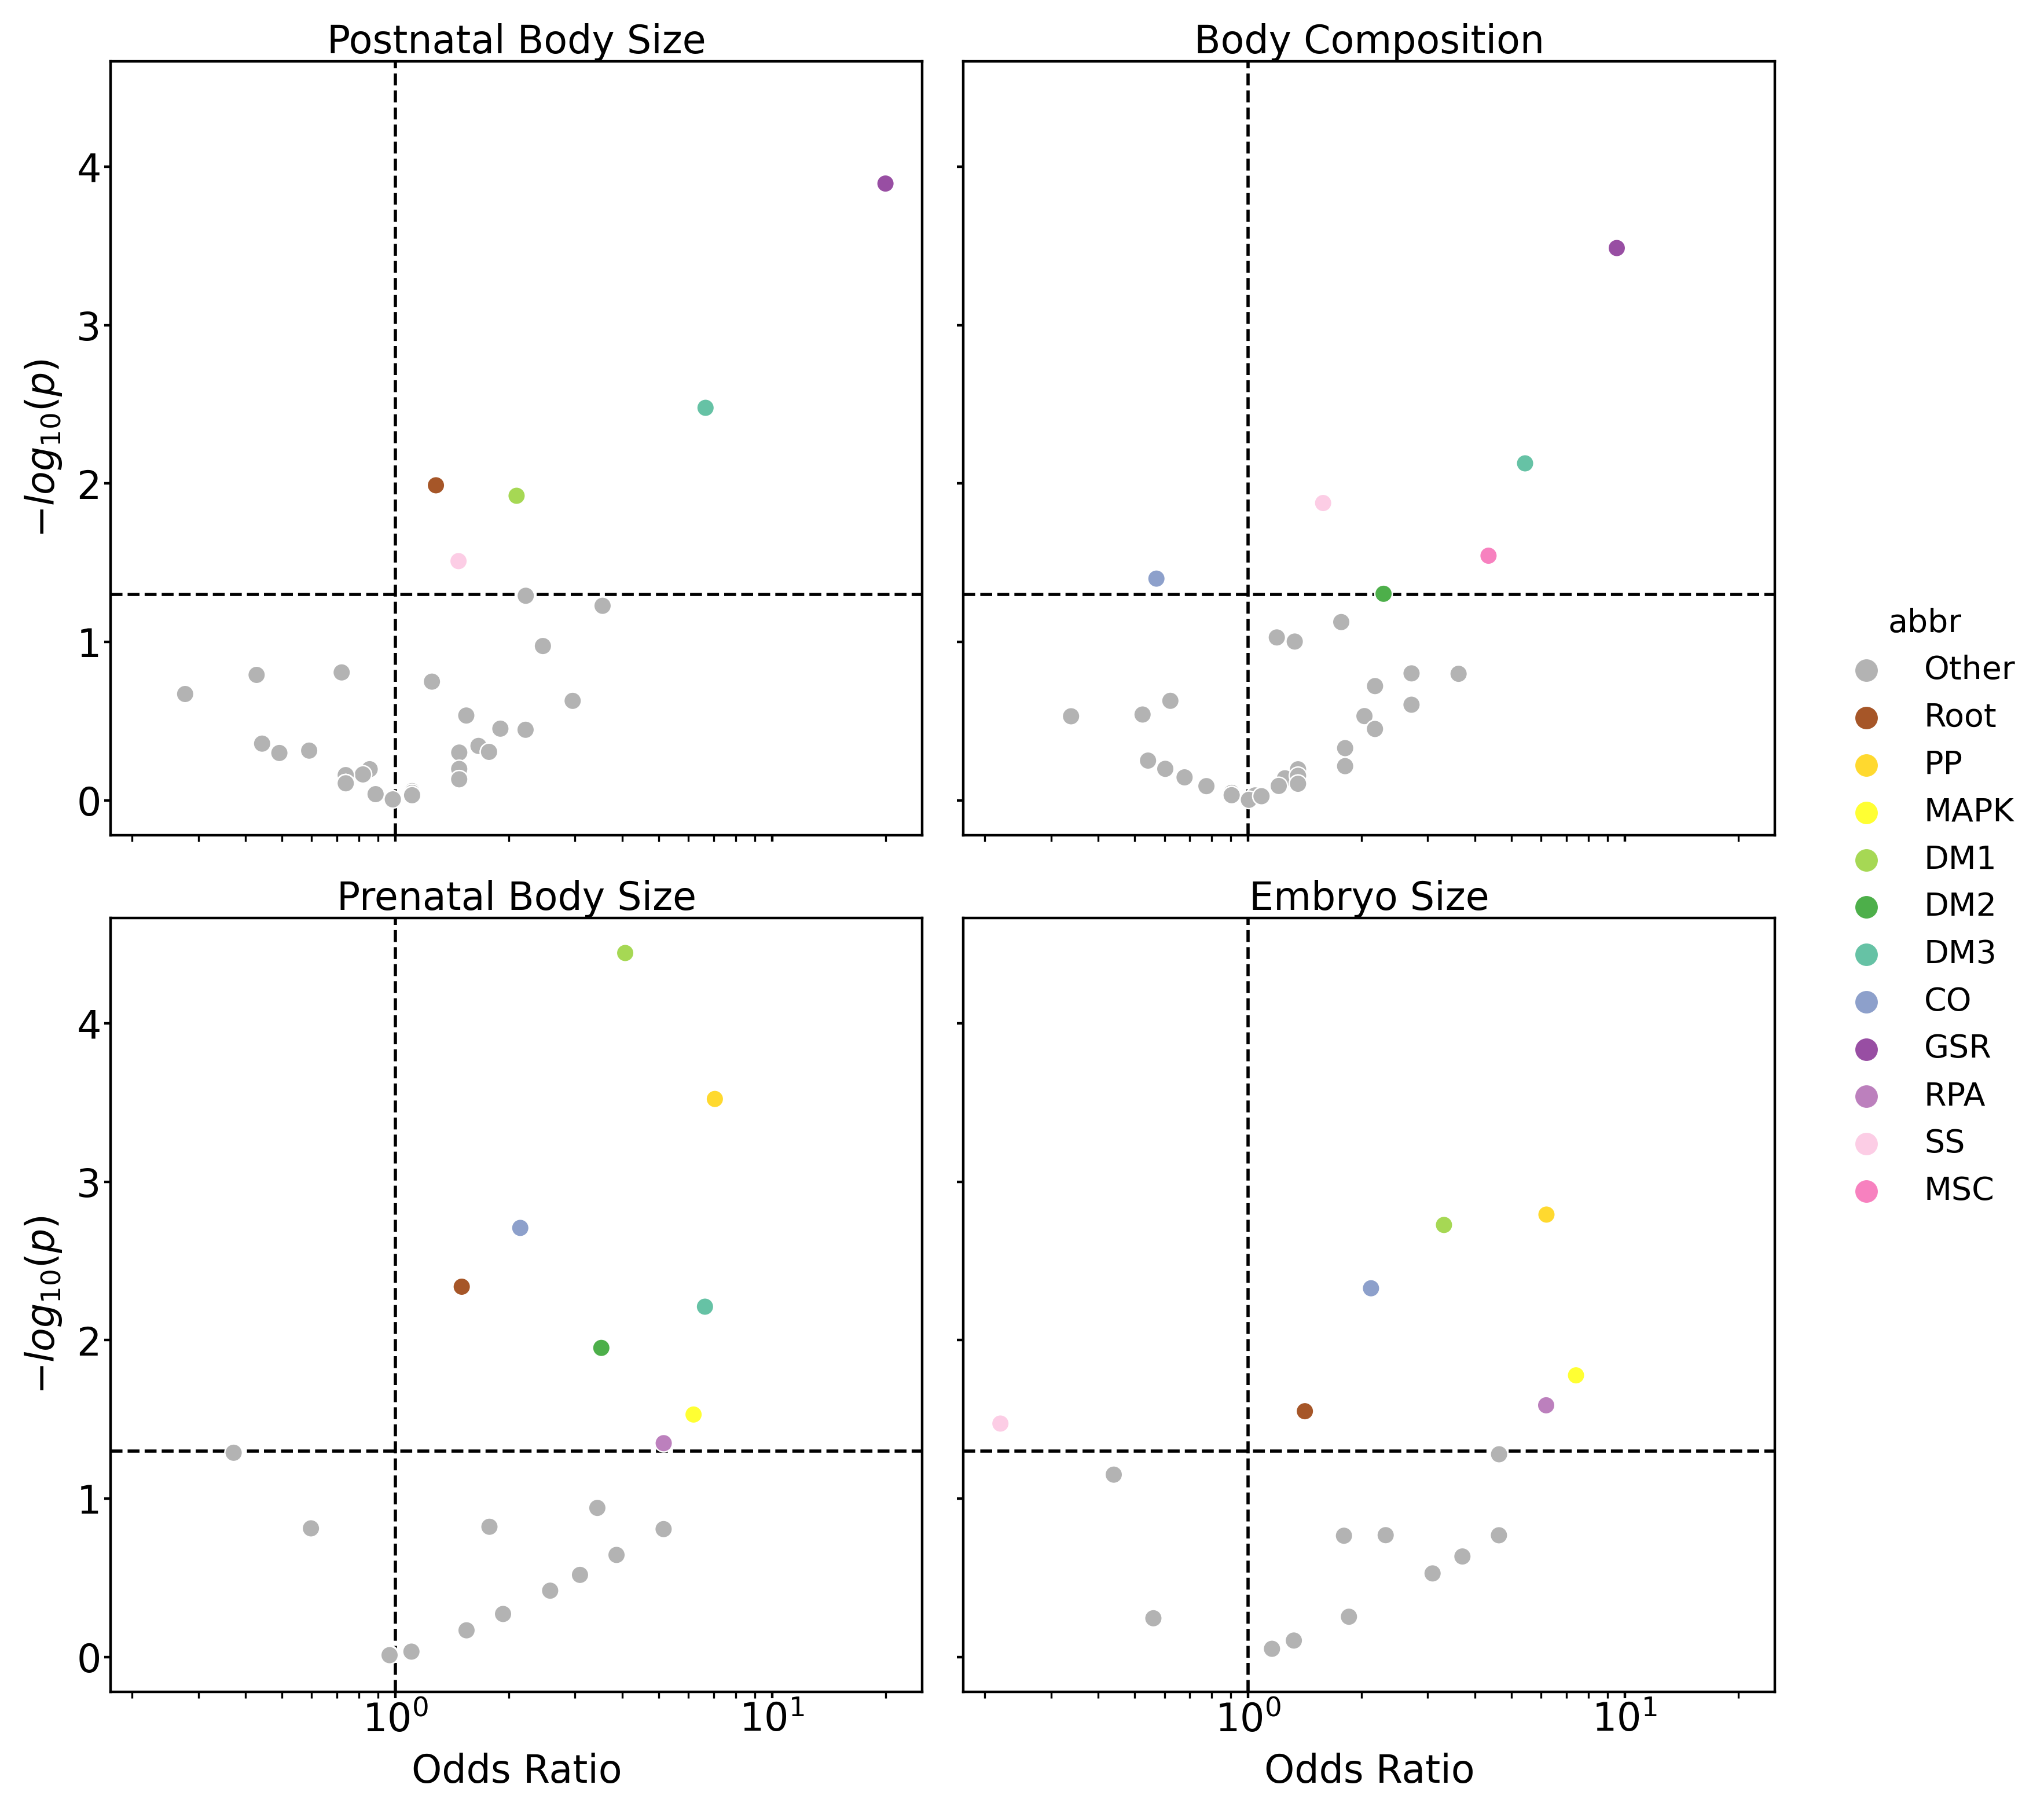 Postnatal Body Size
Body Composition
4
3
2
1
0
−log10(p)
Prenatal Body Size
Embryo Size
4
3
2
1
0
−log10(p)
10^0
10^1
10^0
10^1
Odds Ratio
Odds Ratio
abbr
Other
Root
PP
MAPK
DM1
DM2
DM3
CO
GSR
RPA
SS
MSC